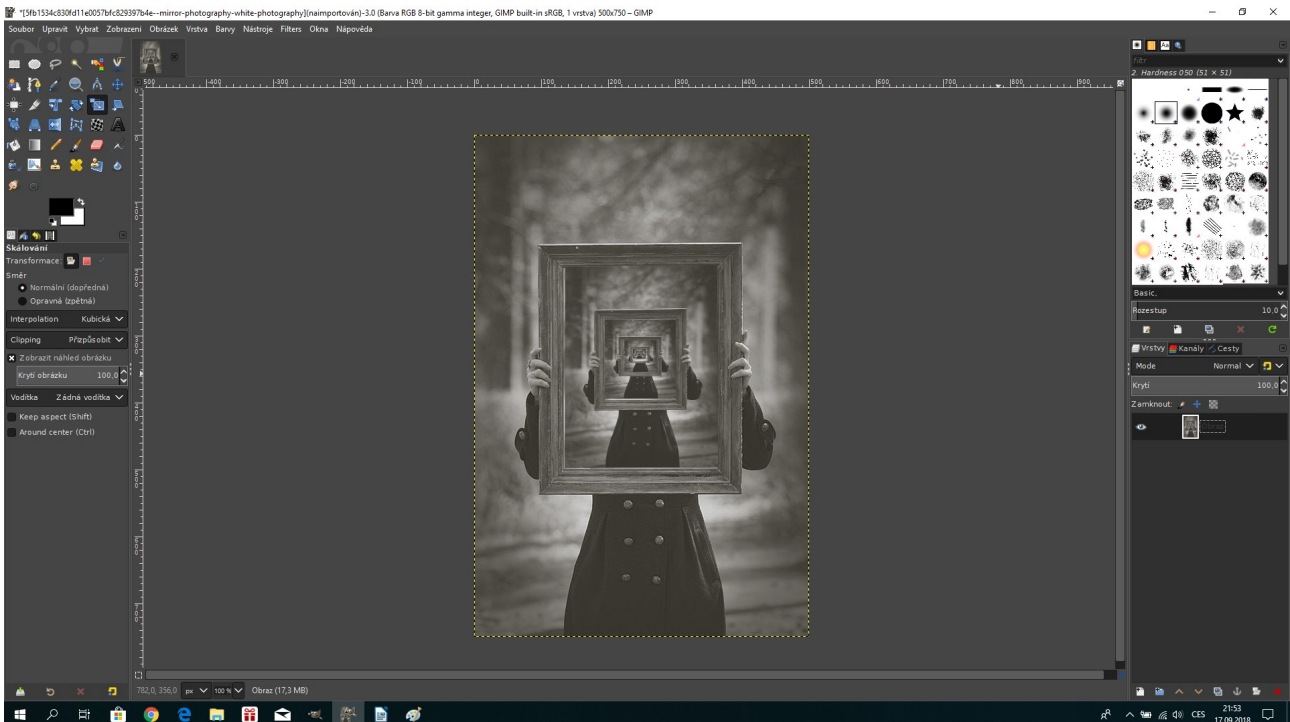 *[5fb1534c830fd11e0057bfc829397b4e--mirror-photography-white-photography](naimportován)-3.0 (Barva RGB 8-bit gamma integer, GIMP built-in sRGB, 1 vrstva) 500x750 – GIMP
Soubor Upravit Vybrat Zobrazení Obrázek Vrstva Barvy Nástroje Filters Okna Nápověda
filtr
2. Hardness 050 (51 × 51)
Skálování
Transformace:
Směr
Normální (dopředná)
Opravná (zpětná)
Interpolation Kubická
Clipping Přizpůsobit
Zobrazit náhled obrázku
Krytí obrázku 100,0
Vodítka Žádná vodítka
Keep aspect (Shift)
Around center (Ctrl)
Basic,
Rozestup 10,0
Vrstvy Kanály Cesty
Mode Normal
Krytí 100,0
Zamknout:
Obraz
782,0, 356,0 px 100 % Obraz (17,3 MB)
CES
21:53
17.09.2018